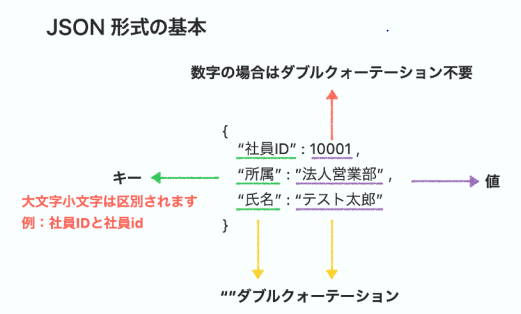 JSON 形式の基本
数字の場合はダブルクォーテーション不要
{
“社員ID” : 10001 ,
キー
“所属” : ”法人営業部” ,
値
大文字小文字は区別されます
“氏名” : “テスト太郎”
例：社員IDと社員id
}
“”ダブルクォーテーション